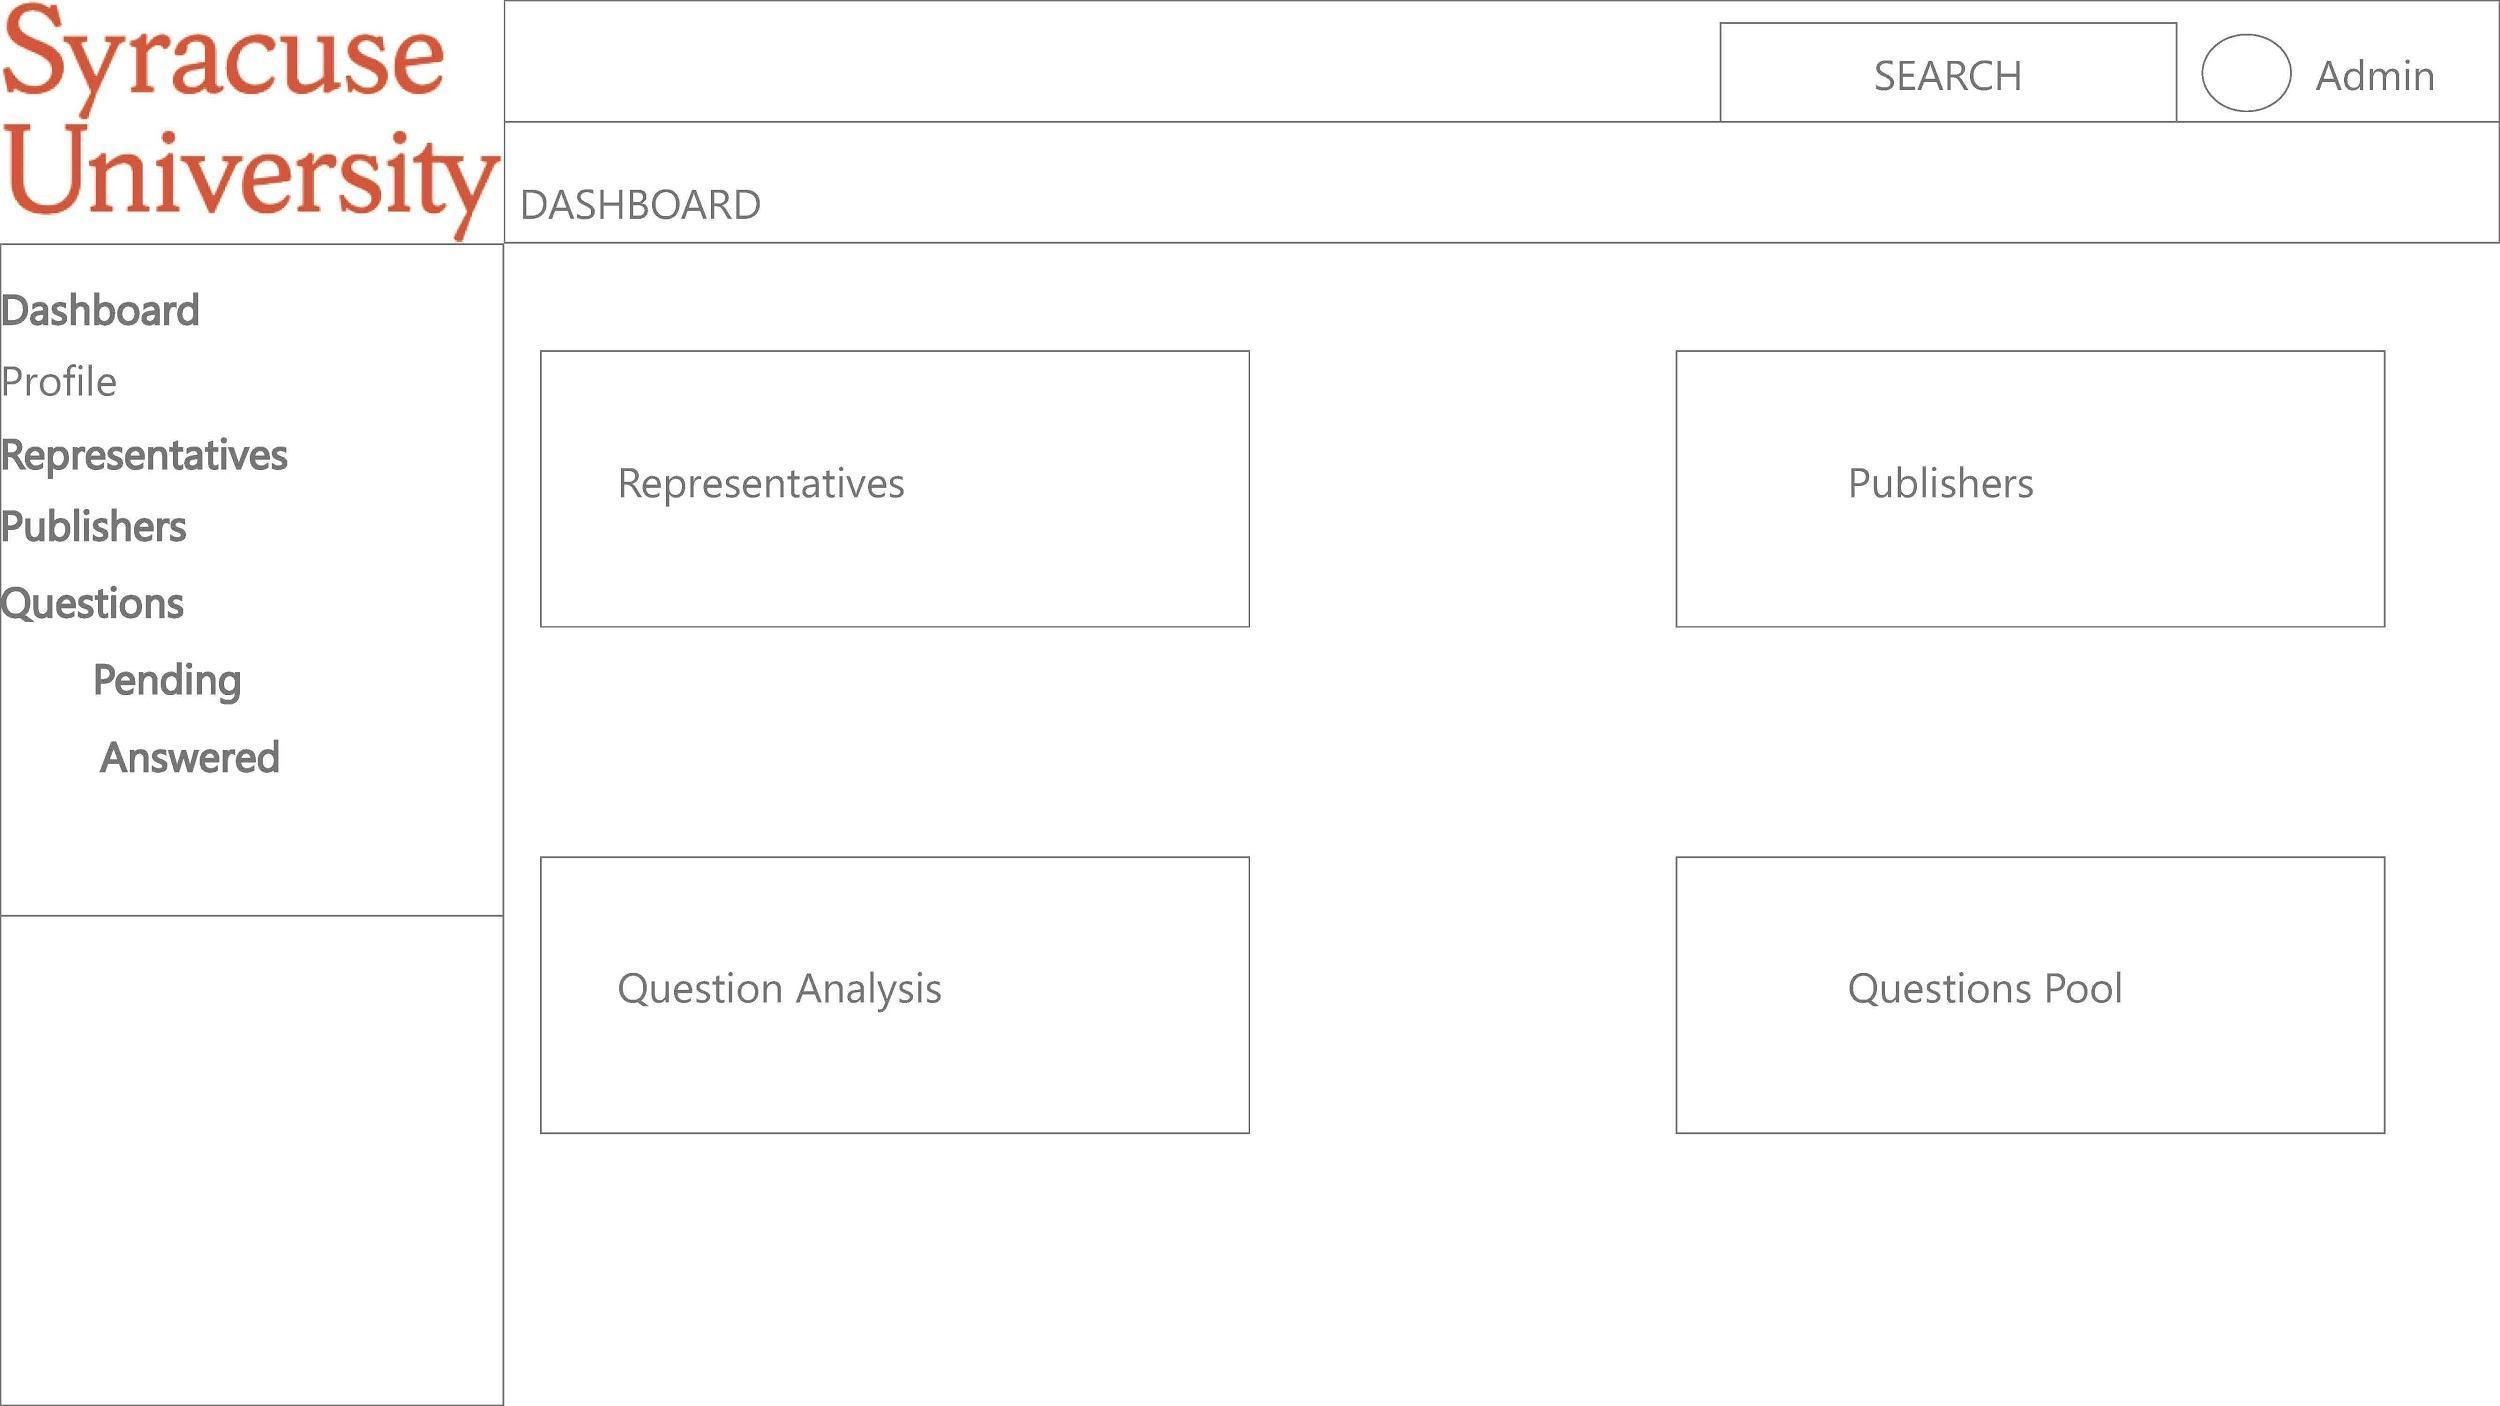 Syracuse
University
SEARCH
Admin
DASHBOARD
Dashboard
Profile
Representatives
Publishers
Questions
Pending
Answered
Representatives
Publishers
Question Analysis
Questions Pool